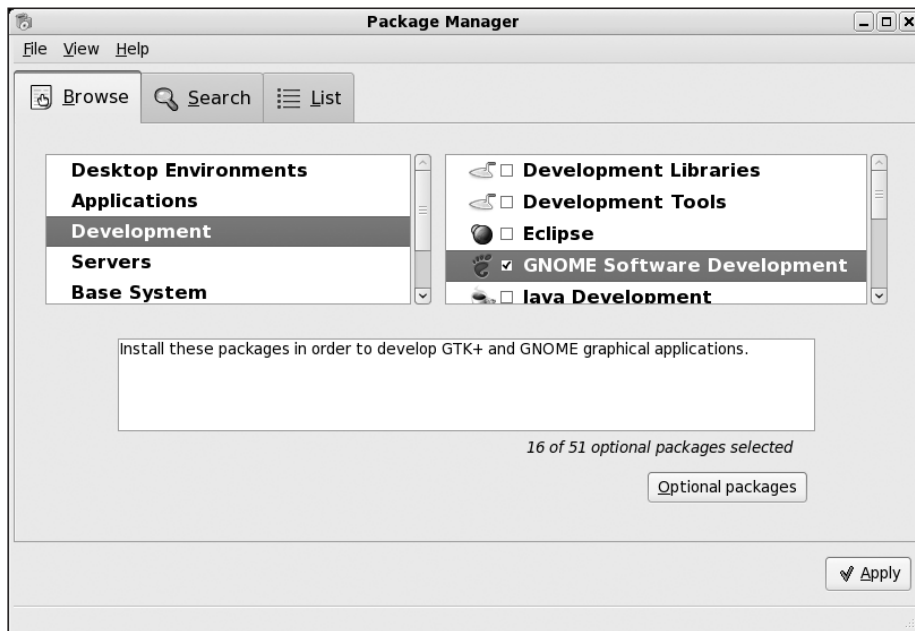 Package Manager
File View Help
Browse Search List
Desktop Environments
Applications
Development
Servers
Base System
Development Libraries
Development Tools
Eclipse
GNOME Software Development
Java Development
Install these packages in order to develop GTK+ and GNOME graphical applications.
16 of 51 optional packages selected
Optional packages
Apply